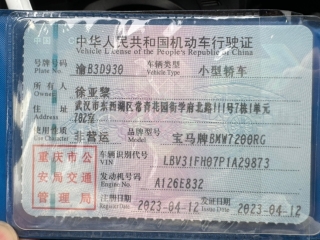 中华人民共和国机动车行驶证
Vehicle License of the People's Republic of China
号牌号码 渝B3D930 车辆类型 小型轿车
Plate No. Vehicle Type
所有人 徐亚黎
Owner
住址 武汉市东西湖区常青花园街学府北路111号7栋1单元
Address 702室
使用性质 非营运 品牌型号 宝马牌BMW7200RG
Use Character Model
重庆市公安局交通管理局
车辆识别代号 LBV31FH07P1A29873
VIN
发动机号码 A126E832
Engine No.
注册日期 2023-04-12 发证日期 2023-04-12
Register Date Issue Date